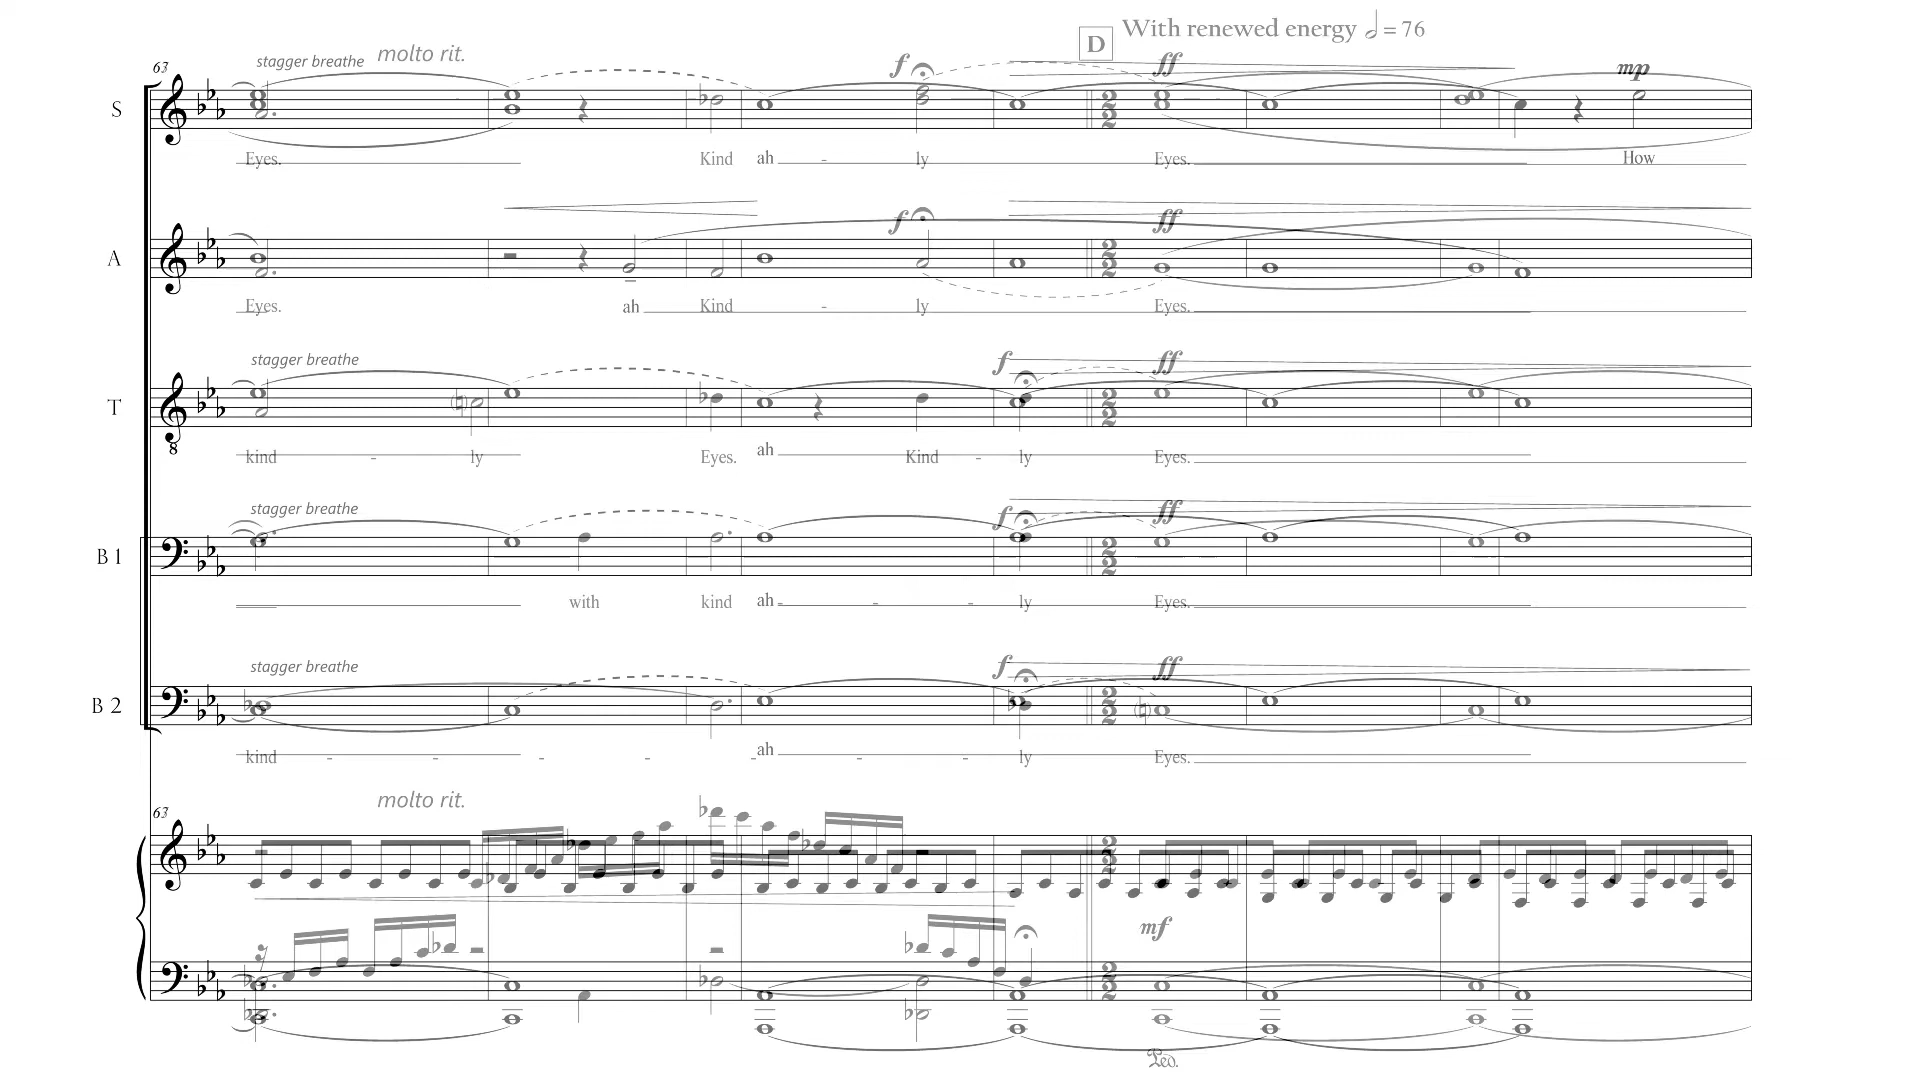 D With renewed energy = 76
63 stagger breathe molto rit. f ff mp
S
Eyes. Kind ah - ly Eyes. How
f ff
A
Eyes. ah Kind - ly Eyes.
stagger breathe f ff
T
kind - ly Eyes. ah Kind - ly Eyes.
stagger breathe f ff
B 1
with kind ah - - - ly Eyes.
stagger breathe f ff
B 2
kind - - - - - ah - - ly Eyes.
63 molto rit.
mf
Ped.